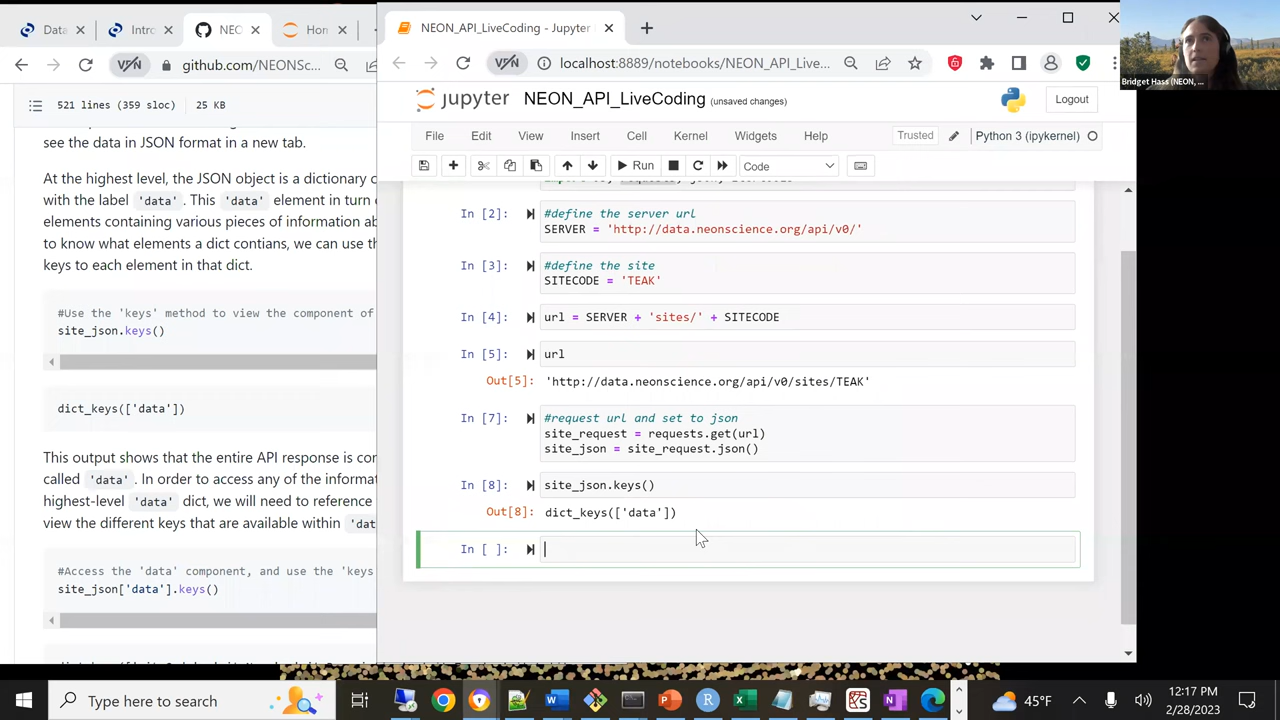 Data
Intro
NEO
Hom
VPN
github.com/NEONSc...
521 lines (359 sloc)
25 KB
see the data in JSON format in a new tab.
At the highest level, the JSON object is a dictionary c
with the label 'data'. This 'data' element in turn c
elements containing various pieces of information ab
to know what elements a dict contians, we can use th
keys to each element in that dict.
#Use the 'keys' method to view the component of
site_json.keys()
dict_keys(['data'])
This output shows that the entire API response is con
called 'data'. In order to access any of the informat
highest-level 'data' dict, we will need to reference
view the different keys that are available within 'dat
#Access the 'data' component, and use the 'keys
site_json['data'].keys()
NEON_API_LiveCoding - Jupyter
VPN
localhost:8889/notebooks/NEON_API_Live...
jupyter
NEON_API_LiveCoding (unsaved changes)
Logout
File Edit View Insert Cell Kernel Widgets Help
Trusted
Python 3 (ipykernel)
Run
Code
In [2]:
#define the server url
SERVER = 'http://data.neonscience.org/api/v0/'
In [3]:
#define the site
SITECODE = 'TEAK'
In [4]:
url = SERVER + 'sites/' + SITECODE
In [5]:
url
Out[5]:
'http://data.neonscience.org/api/v0/sites/TEAK'
In [7]:
#request url and set to json
site_request = requests.get(url)
site_json = site_request.json()
In [8]:
site_json.keys()
Out[8]:
dict_keys(['data'])
In [ ]:
Bridget Hass (NEON, ...
Type here to search
45°F
12:17 PM
2/28/2023